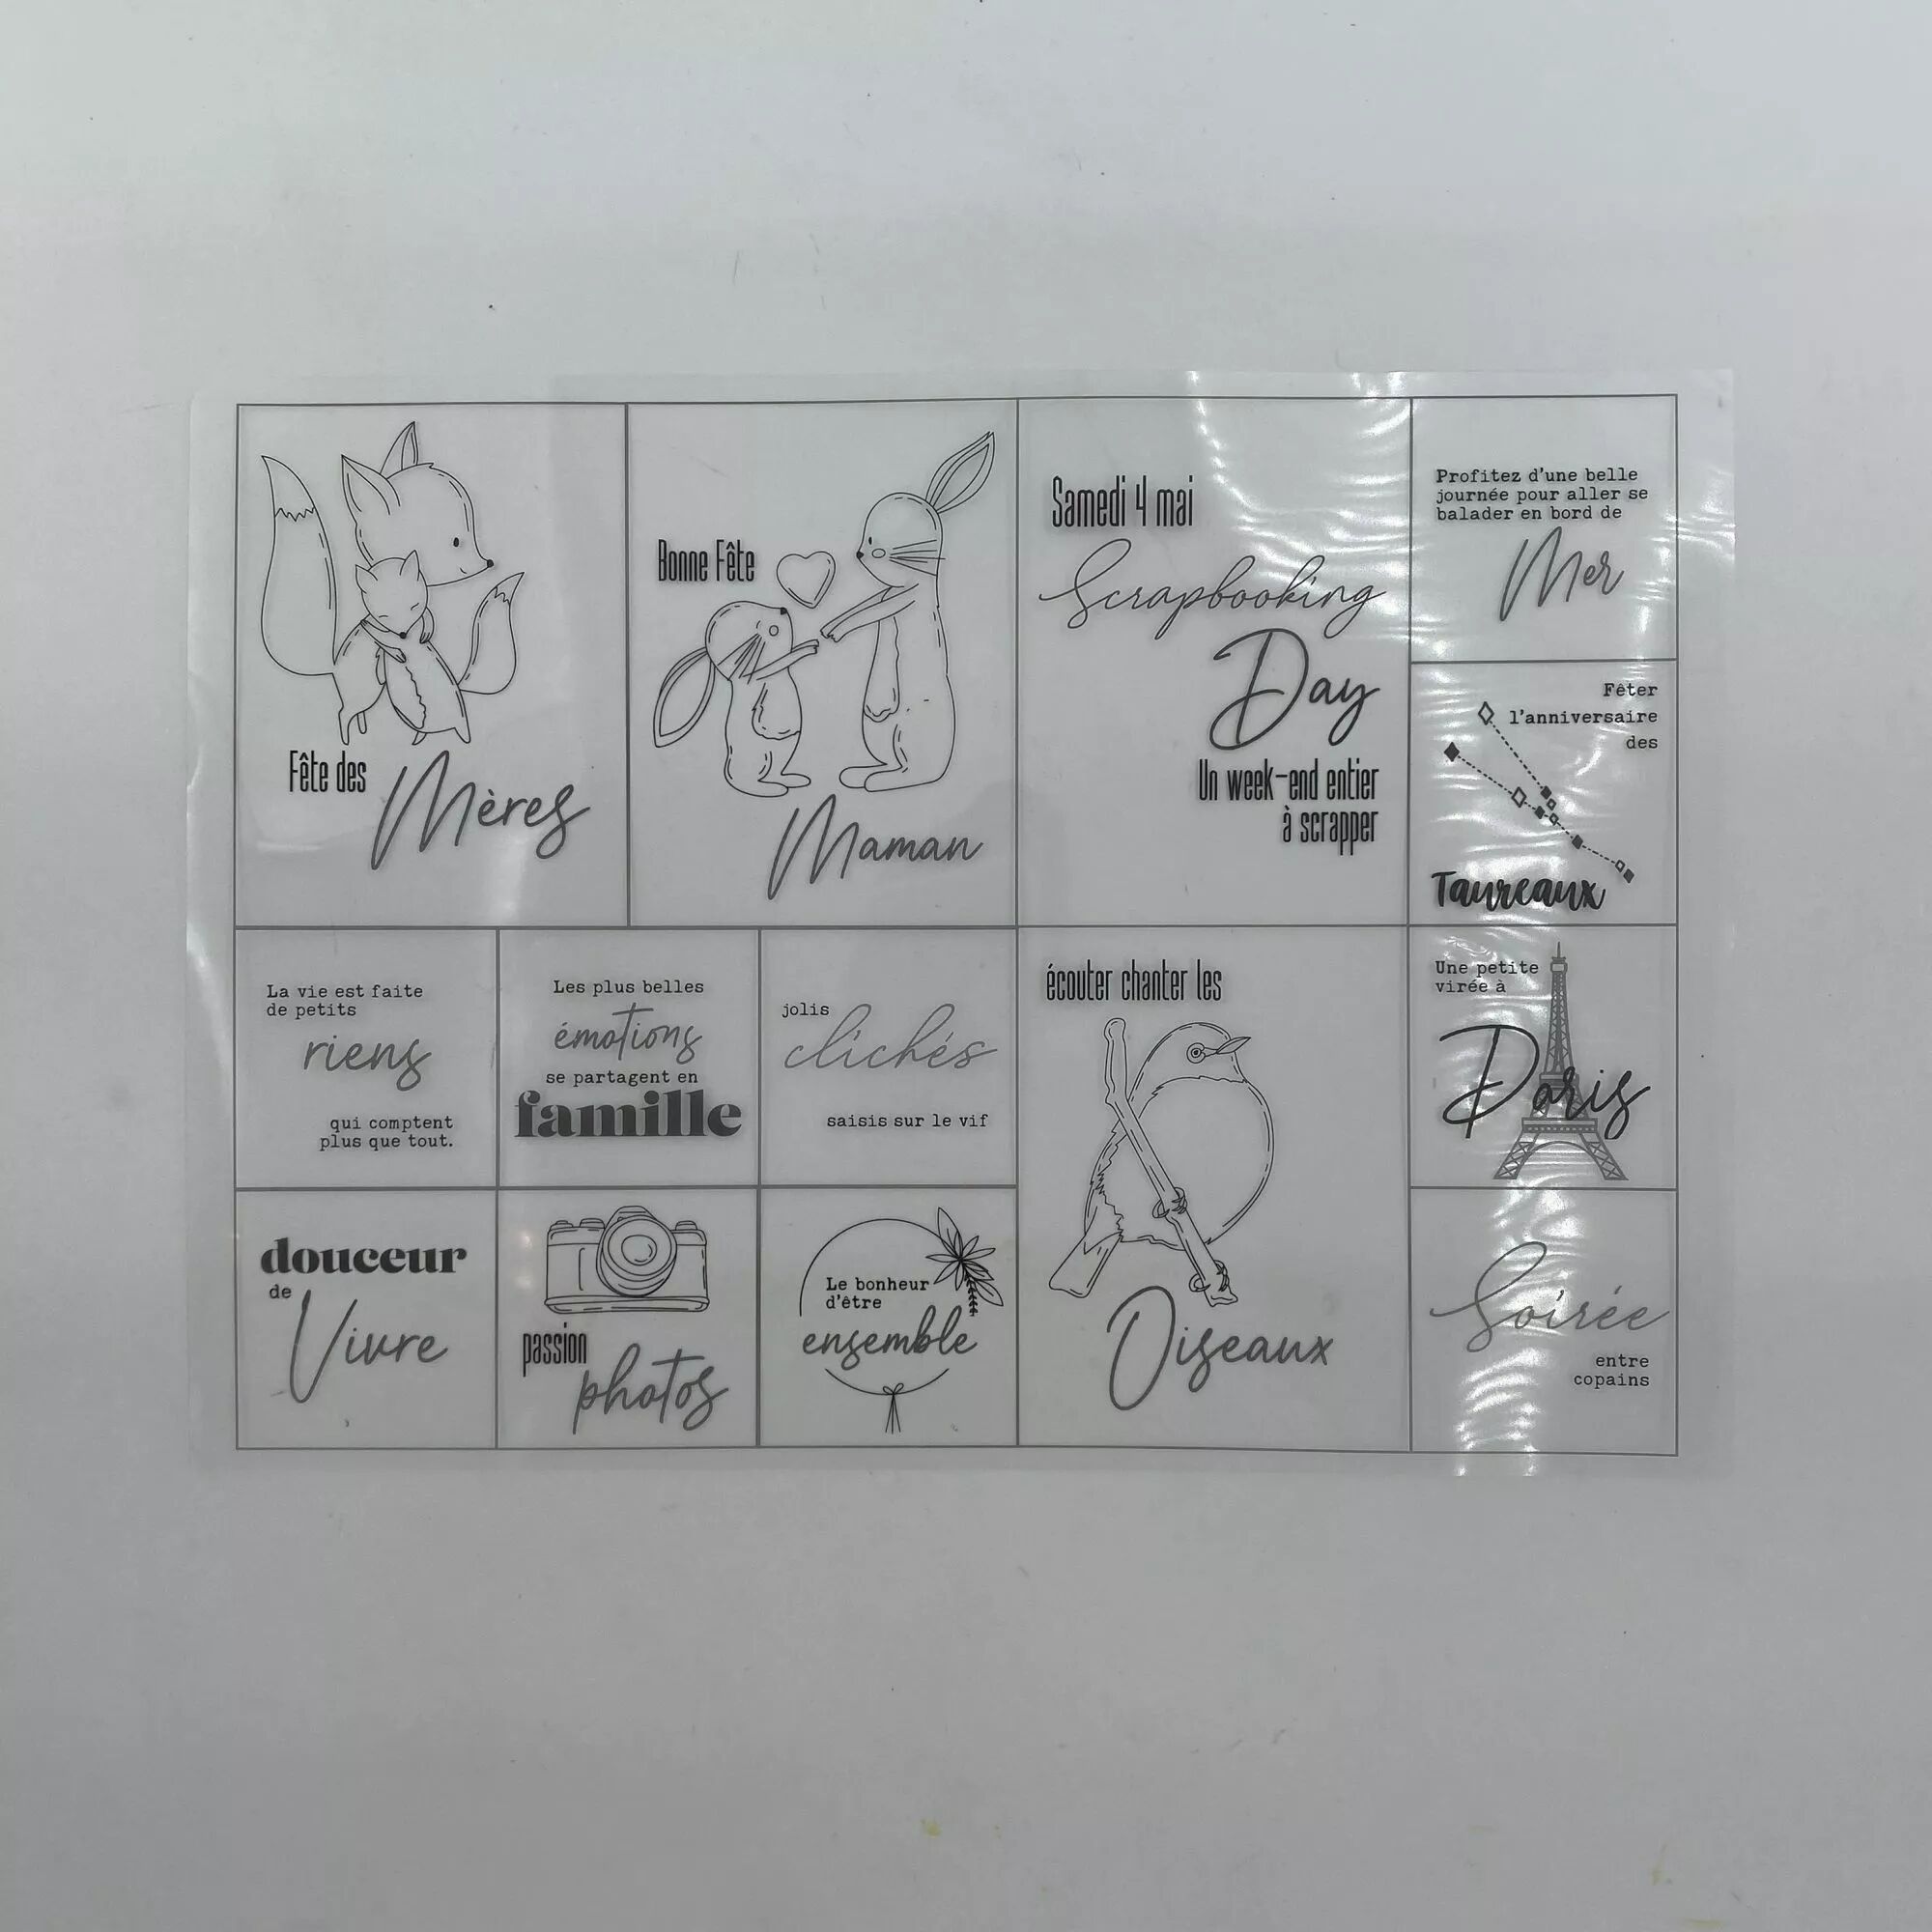 Fête des
Mères
Bonne Fête
Maman
Samedi 4 mai
Scrapbooking
Day
Un week-end entier
à scrapper
Profitez d'une belle
journée pour aller se
balader en bord de
Mer
Fêter
l'anniversaire
des
Taureaux
La vie est faite
de petits
riens
qui comptent
plus que tout.
Les plus belles
émotions
se partagent en
famille
jolis
clichés
saisis sur le vif
écouter chanter les
Oiseaux
Une petite
virée à
Paris
douceur
de
Vivre
passion
photos
Le bonheur
d'être
ensemble
Soirée
entre
copains